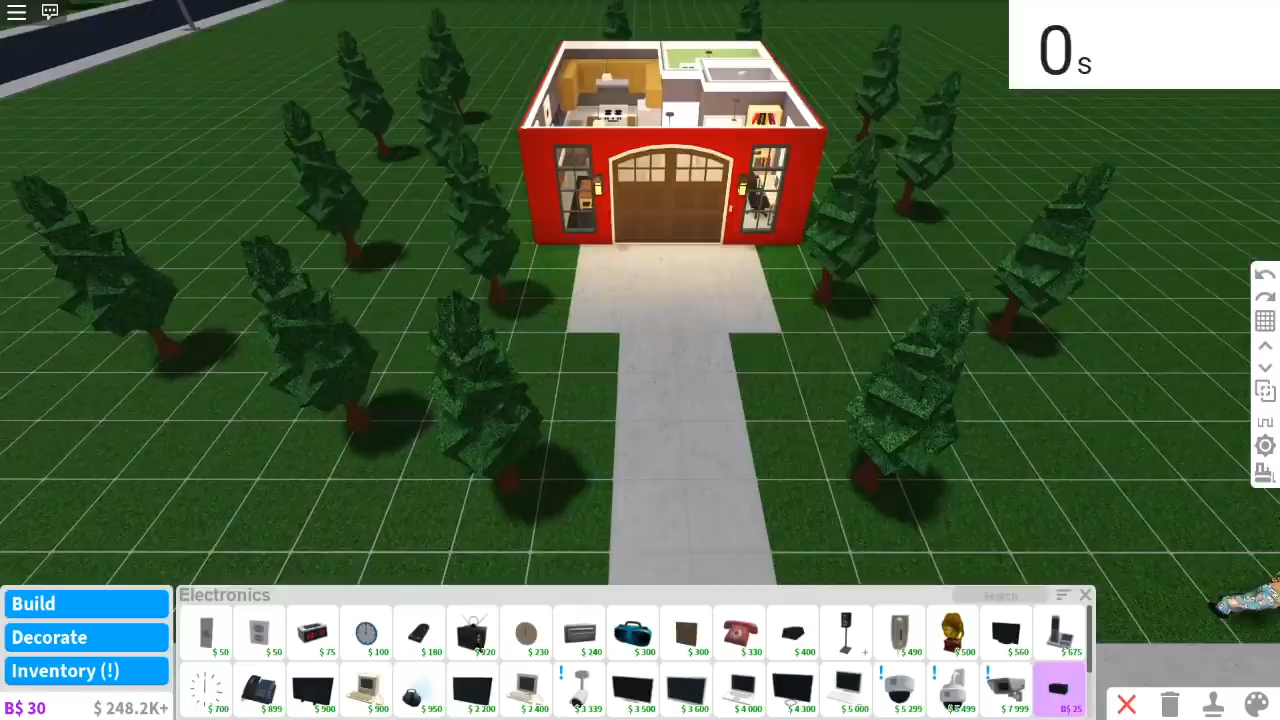 0s
Electronics
Search
Build
Decorate
Inventory (!)
B$ 30
$ 248.2K+
$ 50
$ 50
$ 75
$ 100
$ 180
$ 220
$ 230
$ 240
$ 300
$ 300
$ 330
$ 400
+
$ 490
$ 500
$ 560
$ 675
$ 700
$ 899
$ 900
$ 900
$ 950
$ 2 200
$ 2 400
! $ 3 339
$ 3 500
$ 3 600
$ 4 000
$ 4 300
$ 5 000
! $ 5 299
!
! $ 7 999
B$ 25